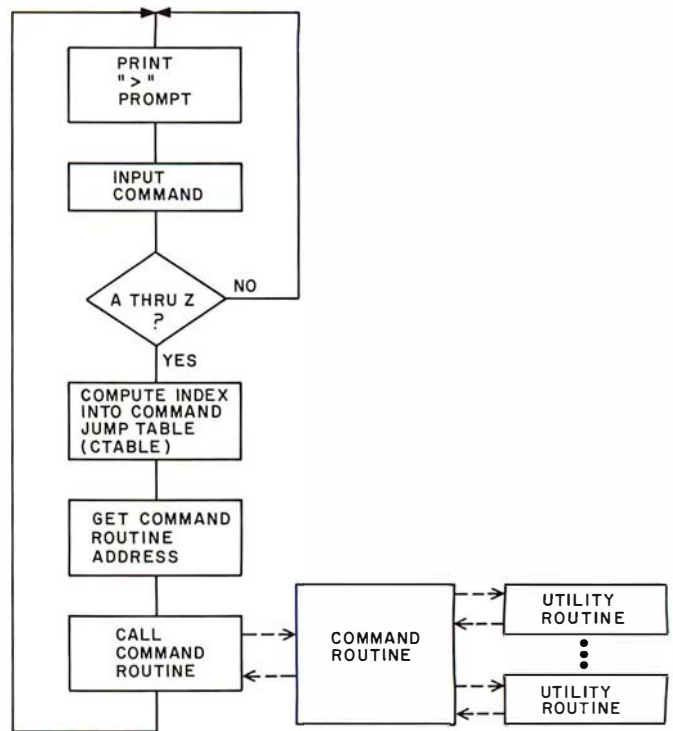 PRINT
">"
PROMPT
INPUT
COMMAND
A THRU Z
?
NO
YES
COMPUTE INDEX
INTO COMMAND
JUMP TABLE
(CTABLE)
GET COMMAND
ROUTINE
ADDRESS
CALL
COMMAND
ROUTINE
COMMAND
ROUTINE
UTILITY
ROUTINE
UTILITY
ROUTINE